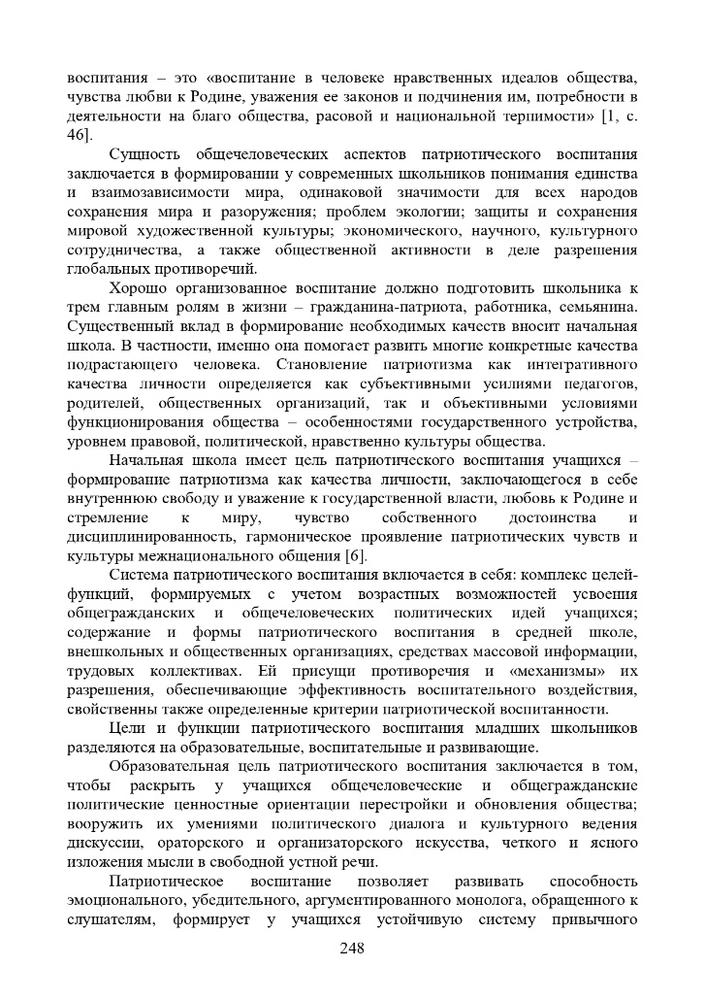 воспитания – это «воспитание в человеке нравственных идеалов общества,
чувства любви к Родине, уважения ее законов и подчинения им, потребности в
деятельности на благо общества, расовой и национальной терпимости» [1, с.
46].
Сущность общечеловеческих аспектов патриотического воспитания
заключается в формировании у современных школьников понимания единства
и взаимозависимости мира, одинаковой значимости для всех народов
сохранения мира и разоружения; проблем экологии; защиты и сохранения
мировой художественной культуры; экономического, научного, культурного
сотрудничества, а также общественной активности в деле разрешения
глобальных противоречий.
Хорошо организованное воспитание должно подготовить школьника к
трем главным ролям в жизни – гражданина-патриота, работника, семьянина.
Существенный вклад в формирование необходимых качеств вносит начальная
школа. В частности, именно она помогает развить многие конкретные качества
подрастающего человека. Становление патриотизма как интегративного
качества личности определяется как субъективными усилиями педагогов,
родителей, общественных организаций, так и объективными условиями
функционирования общества – особенностями государственного устройства,
уровнем правовой, политической, нравственно культуры общества.
Начальная школа имеет цель патриотического воспитания учащихся –
формирование патриотизма как качества личности, заключающегося в себе
внутреннюю свободу и уважение к государственной власти, любовь к Родине и
стремление к миру, чувство собственного достоинства и
дисциплинированность, гармоническое проявление патриотических чувств и
культуры межнационального общения [6].
Система патриотического воспитания включается в себя: комплекс целей-
функций, формируемых с учетом возрастных возможностей усвоения
общегражданских и общечеловеческих политических идей учащихся;
содержание и формы патриотического воспитания в средней школе,
внешкольных и общественных организациях, средствах массовой информации,
трудовых коллективах. Ей присущи противоречия и «механизмы» их
разрешения, обеспечивающие эффективность воспитательного воздействия,
свойственны также определенные критерии патриотической воспитанности.
Цели и функции патриотического воспитания младших школьников
разделяются на образовательные, воспитательные и развивающие.
Образовательная цель патриотического воспитания заключается в том,
чтобы раскрыть у учащихся общечеловеческие и общегражданские
политические ценностные ориентации перестройки и обновления общества;
вооружить их умениями политического диалога и культурного ведения
дискуссии, ораторского и организаторского искусства, четкого и ясного
изложения мысли в свободной устной речи.
Патриотическое воспитание позволяет развивать способность
эмоционального, убедительного, аргументированного монолога, обращенного к
слушателям, формирует у учащихся устойчивую систему привычного
248